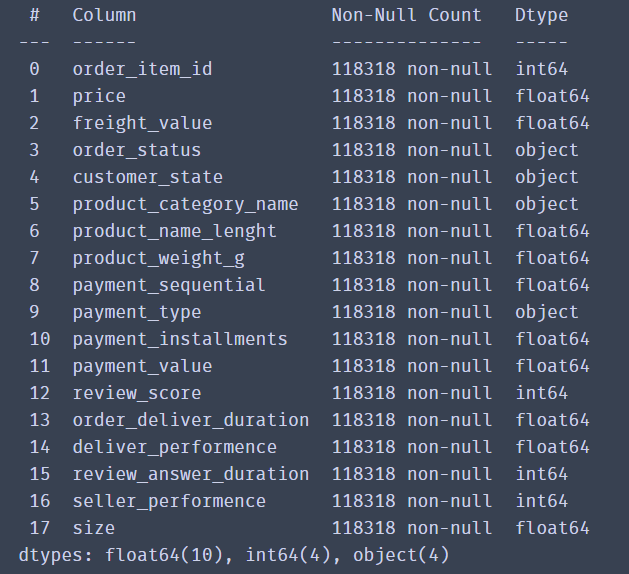 #   Column                  Non-Null Count   Dtype
---  ------                  --------------   -----
 0   order_item_id           118318 non-null  int64
 1   price                   118318 non-null  float64
 2   freight_value           118318 non-null  float64
 3   order_status            118318 non-null  object
 4   customer_state          118318 non-null  object
 5   product_category_name   118318 non-null  object
 6   product_name_lenght     118318 non-null  float64
 7   product_weight_g        118318 non-null  float64
 8   payment_sequential      118318 non-null  float64
 9   payment_type            118318 non-null  object
 10  payment_installments    118318 non-null  float64
 11  payment_value           118318 non-null  float64
 12  review_score            118318 non-null  int64
 13  order_deliver_duration  118318 non-null  float64
 14  deliver_performence     118318 non-null  float64
 15  review_answer_duration  118318 non-null  int64
 16  seller_performence      118318 non-null  int64
 17  size                    118318 non-null  float64
dtypes: float64(10), int64(4), object(4)